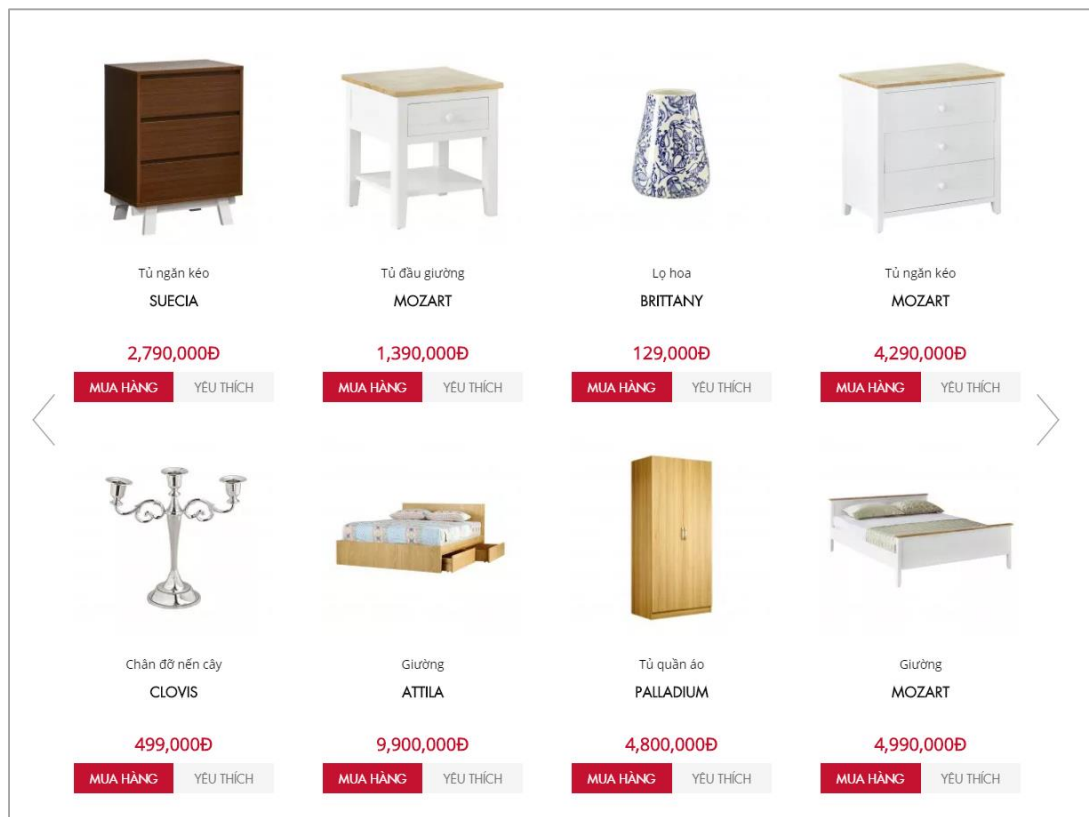 Tủ ngăn kéo
SUECIA
2,790,000Đ
MUA HÀNG YÊU THÍCH
Tủ đầu giường
MOZART
1,390,000Đ
MUA HÀNG YÊU THÍCH
Lọ hoa
BRITTANY
129,000Đ
MUA HÀNG YÊU THÍCH
Tủ ngăn kéo
MOZART
4,290,000Đ
MUA HÀNG YÊU THÍCH
Chân đỡ nến cây
CLOVIS
499,000Đ
MUA HÀNG YÊU THÍCH
Giường
ATTILA
9,900,000Đ
MUA HÀNG YÊU THÍCH
Tủ quần áo
PALLADIUM
4,800,000Đ
MUA HÀNG YÊU THÍCH
Giường
MOZART
4,990,000Đ
MUA HÀNG YÊU THÍCH